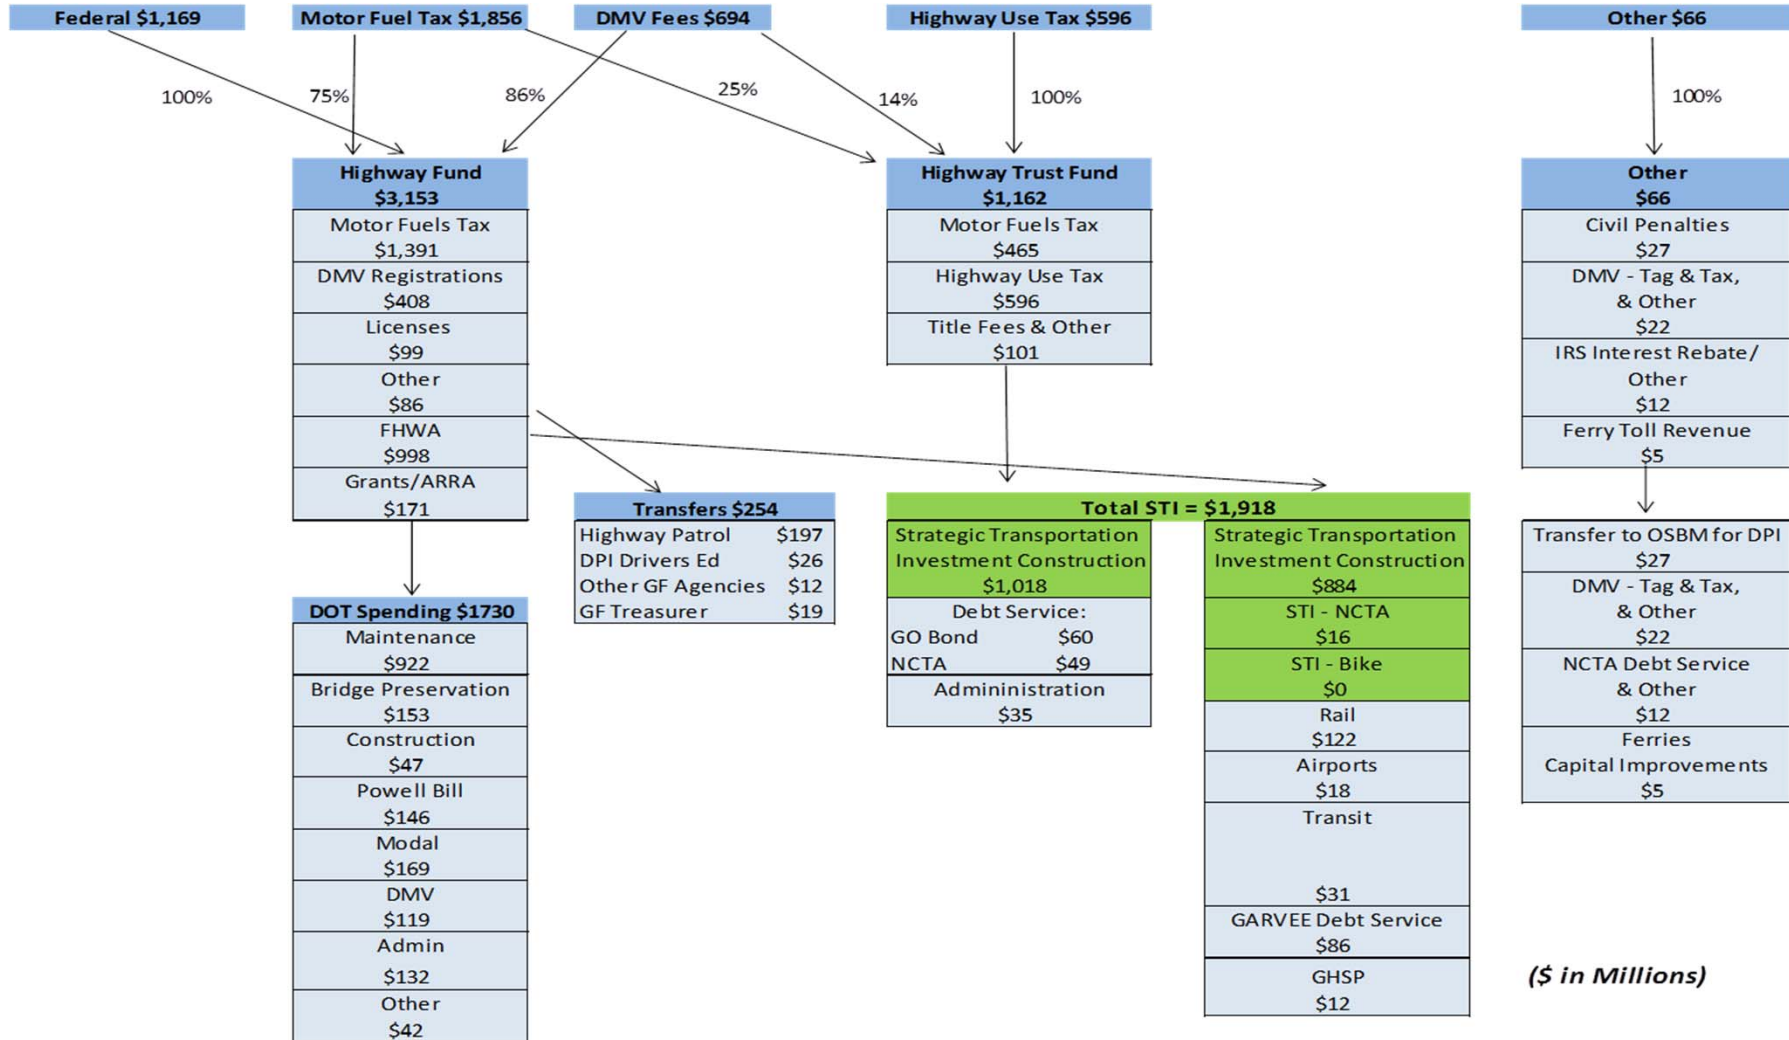 Federal $1,169
Motor Fuel Tax $1,856
DMV Fees $694
Highway Use Tax $596
Other $66
100%
75%
86%
25%
14%
100%
100%
Highway Fund
$3,153
Motor Fuels Tax
$1,391
DMV Registrations
$408
Licenses
$99
Other
$86
FHWA
$998
Grants/ARRA
$171
Highway Trust Fund
$1,162
Motor Fuels Tax
$465
Highway Use Tax
$596
Title Fees & Other
$101
Other
$66
Civil Penalties
$27
DMV - Tag & Tax,
& Other
$22
IRS Interest Rebate/
Other
$12
Ferry Toll Revenue
$5
Transfers $254
Highway Patrol $197
DPI Drivers Ed $26
Other GF Agencies $12
GF Treasurer $19
Total STI = $1,918
Strategic Transportation
Investment Construction
$1,018
Debt Service:
GO Bond $60
NCTA $49
Admininistration
$35
Strategic Transportation
Investment Construction
$884
STI - NCTA
$16
STI - Bike
$0
Rail
$122
Airports
$18
Transit
$31
GARVEE Debt Service
$86
GHSP
$12
Transfer to OSBM for DPI
$27
DMV - Tag & Tax,
& Other
$22
NCTA Debt Service
& Other
$12
Ferries
Capital Improvements
$5
DOT Spending $1730
Maintenance
$922
Bridge Preservation
$153
Construction
$47
Powell Bill
$146
Modal
$169
DMV
$119
Admin
$132
Other
$42
($ in Millions)